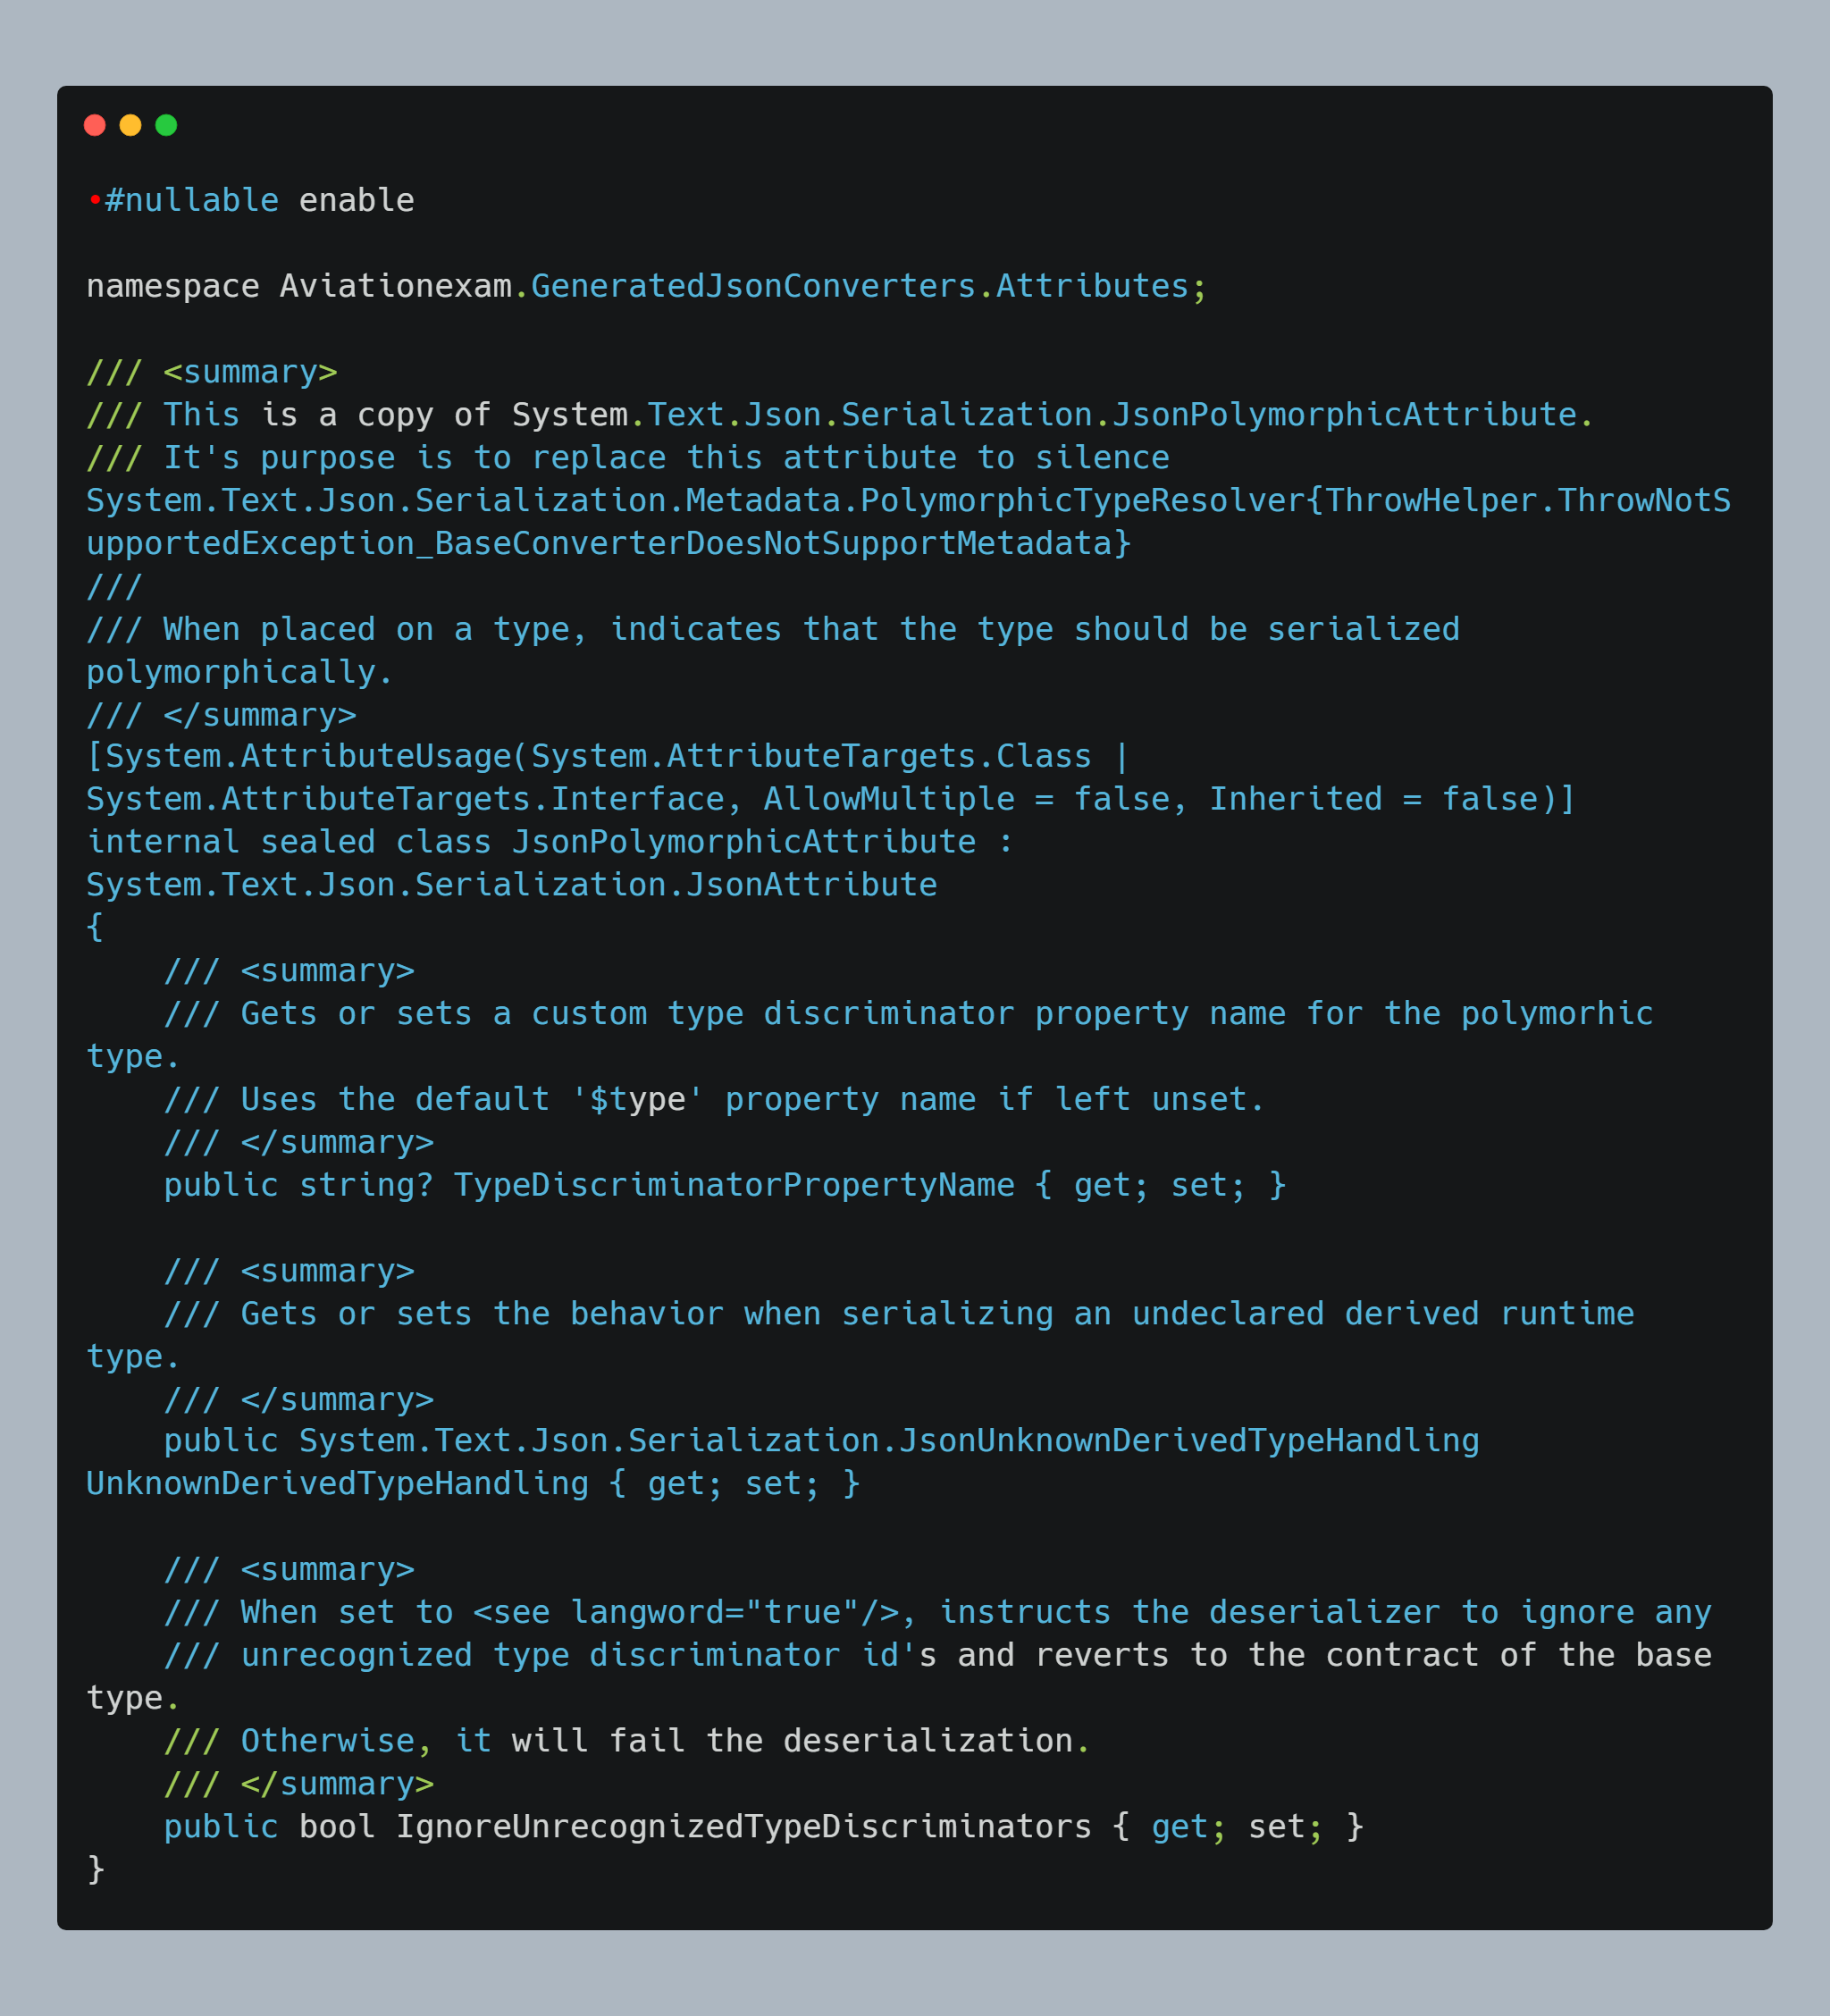 •#nullable enable

namespace Aviationexam.GeneratedJsonConverters.Attributes;

/// <summary>
/// This is a copy of System.Text.Json.Serialization.JsonPolymorphicAttribute.
/// It's purpose is to replace this attribute to silence
System.Text.Json.Serialization.Metadata.PolymorphicTypeResolver{ThrowHelper.ThrowNotS
upportedException_BaseConverterDoesNotSupportMetadata}
///
/// When placed on a type, indicates that the type should be serialized
polymorphically.
/// </summary>
[System.AttributeUsage(System.AttributeTargets.Class |
System.AttributeTargets.Interface, AllowMultiple = false, Inherited = false)]
internal sealed class JsonPolymorphicAttribute :
System.Text.Json.Serialization.JsonAttribute
{
    /// <summary>
    /// Gets or sets a custom type discriminator property name for the polymorhic
type.
    /// Uses the default '$type' property name if left unset.
    /// </summary>
    public string? TypeDiscriminatorPropertyName { get; set; }

    /// <summary>
    /// Gets or sets the behavior when serializing an undeclared derived runtime
type.
    /// </summary>
    public System.Text.Json.Serialization.JsonUnknownDerivedTypeHandling
UnknownDerivedTypeHandling { get; set; }

    /// <summary>
    /// When set to <see langword="true"/>, instructs the deserializer to ignore any
    /// unrecognized type discriminator id's and reverts to the contract of the base
type.
    /// Otherwise, it will fail the deserialization.
    /// </summary>
    public bool IgnoreUnrecognizedTypeDiscriminators { get; set; }
}